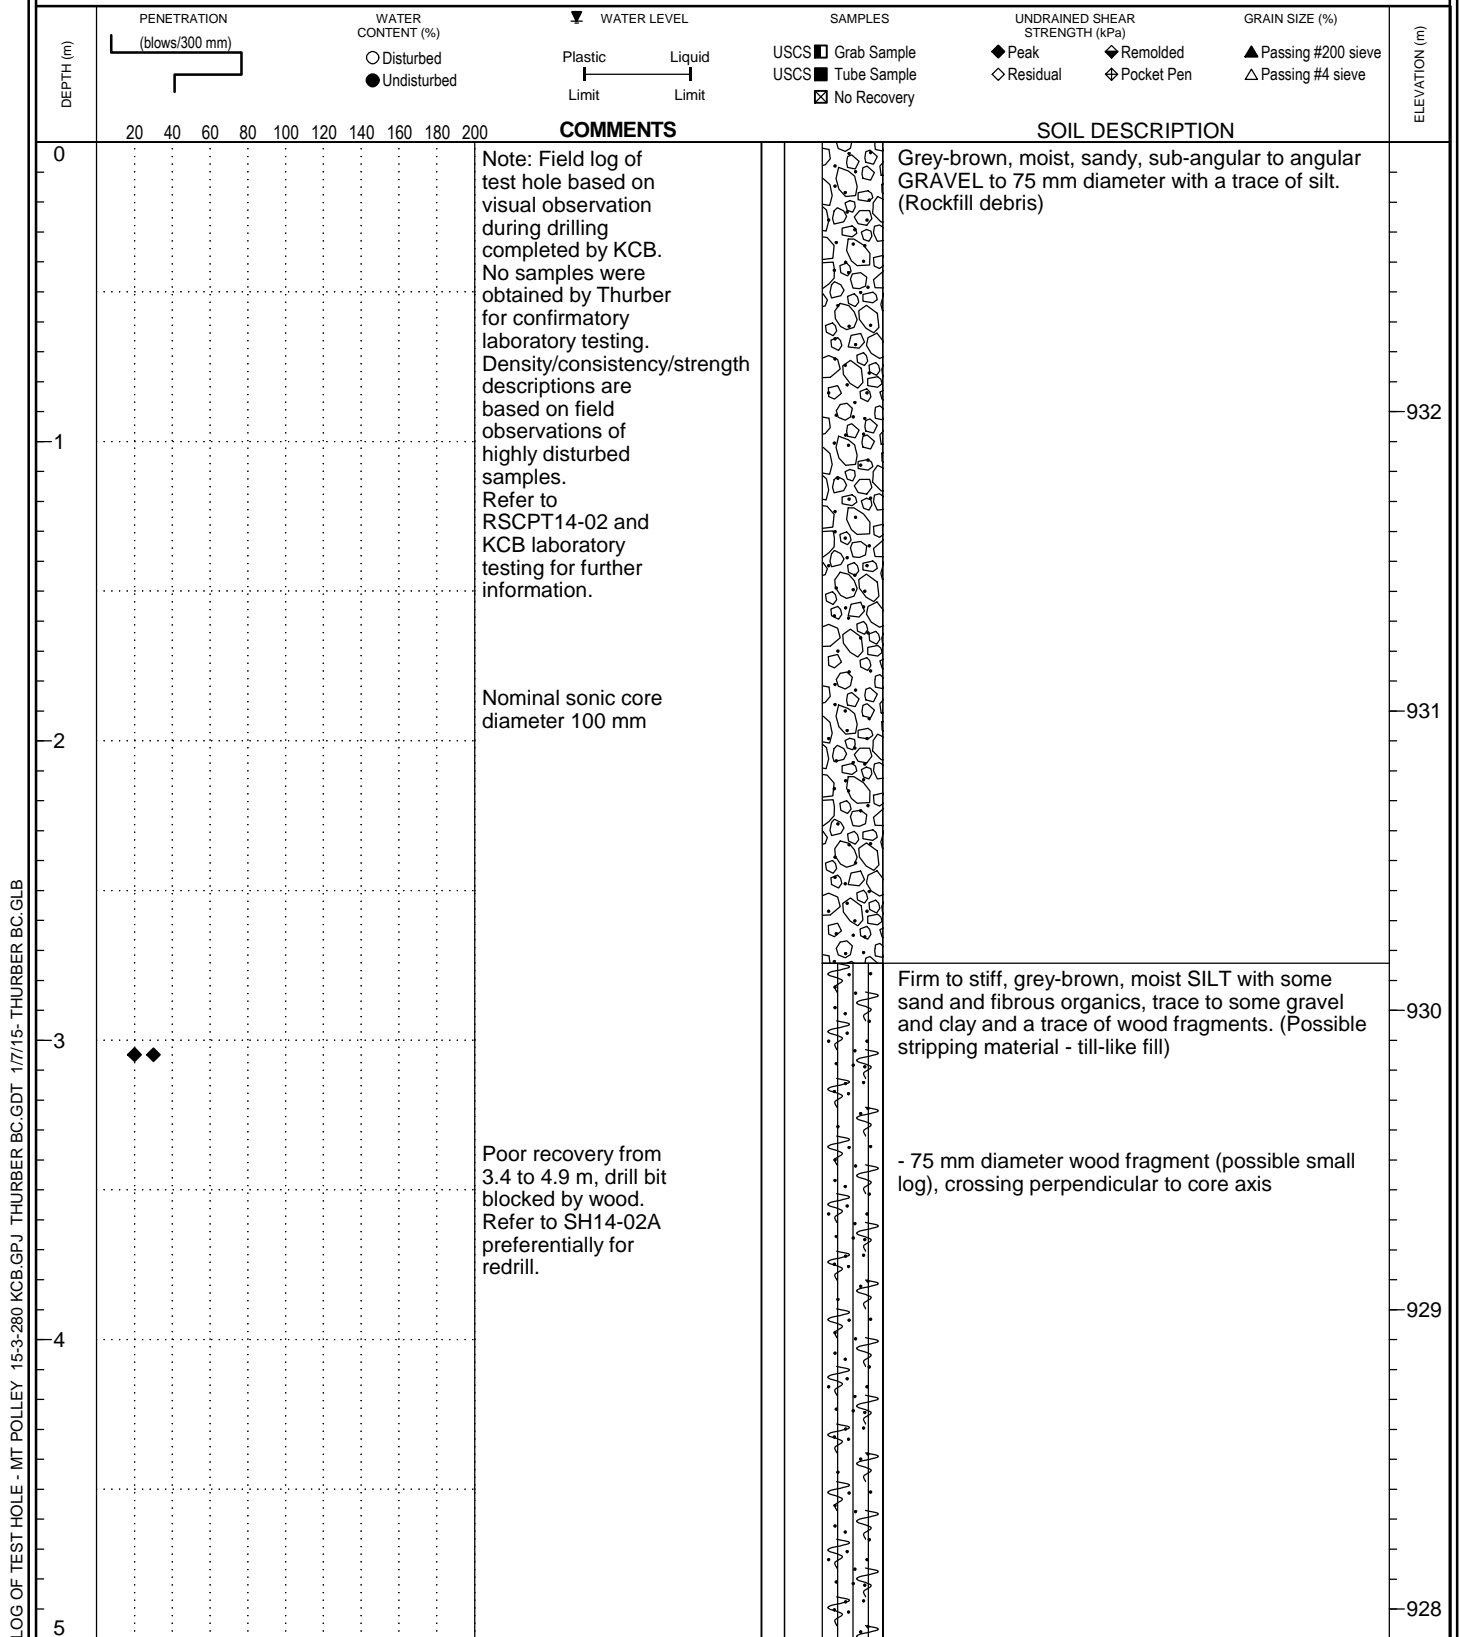 PENETRATION
(blows/300 mm)
WATER
CONTENT (%)
Disturbed
Undisturbed
WATER LEVEL
Plastic Liquid
Limit Limit
SAMPLES
USCS Grab Sample
USCS Tube Sample
No Recovery
UNDRAINED SHEAR
STRENGTH (kPa)
Peak Remolded
Residual Pocket Pen
GRAIN SIZE (%)
Passing #200 sieve
Passing #4 sieve
DEPTH (m)
ELEVATION (m)
20 40 60 80 100 120 140 160 180 200
COMMENTS
SOIL DESCRIPTION
0
1
2
3
4
5
Note: Field log of
test hole based on
visual observation
during drilling
completed by KCB.
No samples were
obtained by Thurber
for confirmatory
laboratory testing.
Density/consistency/strength
descriptions are
based on field
observations of
highly disturbed
samples.
Refer to
RSCPT14-02 and
KCB laboratory
testing for further
information.
Nominal sonic core
diameter 100 mm
Poor recovery from
3.4 to 4.9 m, drill bit
blocked by wood.
Refer to SH14-02A
preferentially for
redrill.
Grey-brown, moist, sandy, sub-angular to angular
GRAVEL to 75 mm diameter with a trace of silt.
(Rockfill debris)
Firm to stiff, grey-brown, moist SILT with some
sand and fibrous organics, trace to some gravel
and clay and a trace of wood fragments. (Possible
stripping material - till-like fill)
- 75 mm diameter wood fragment (possible small
log), crossing perpendicular to core axis
932
931
930
929
928
LOG OF TEST HOLE - MT POLLEY 15-3-280 KCB.GPJ THURBER BC.GDT 1/7/15- THURBER BC.GLB